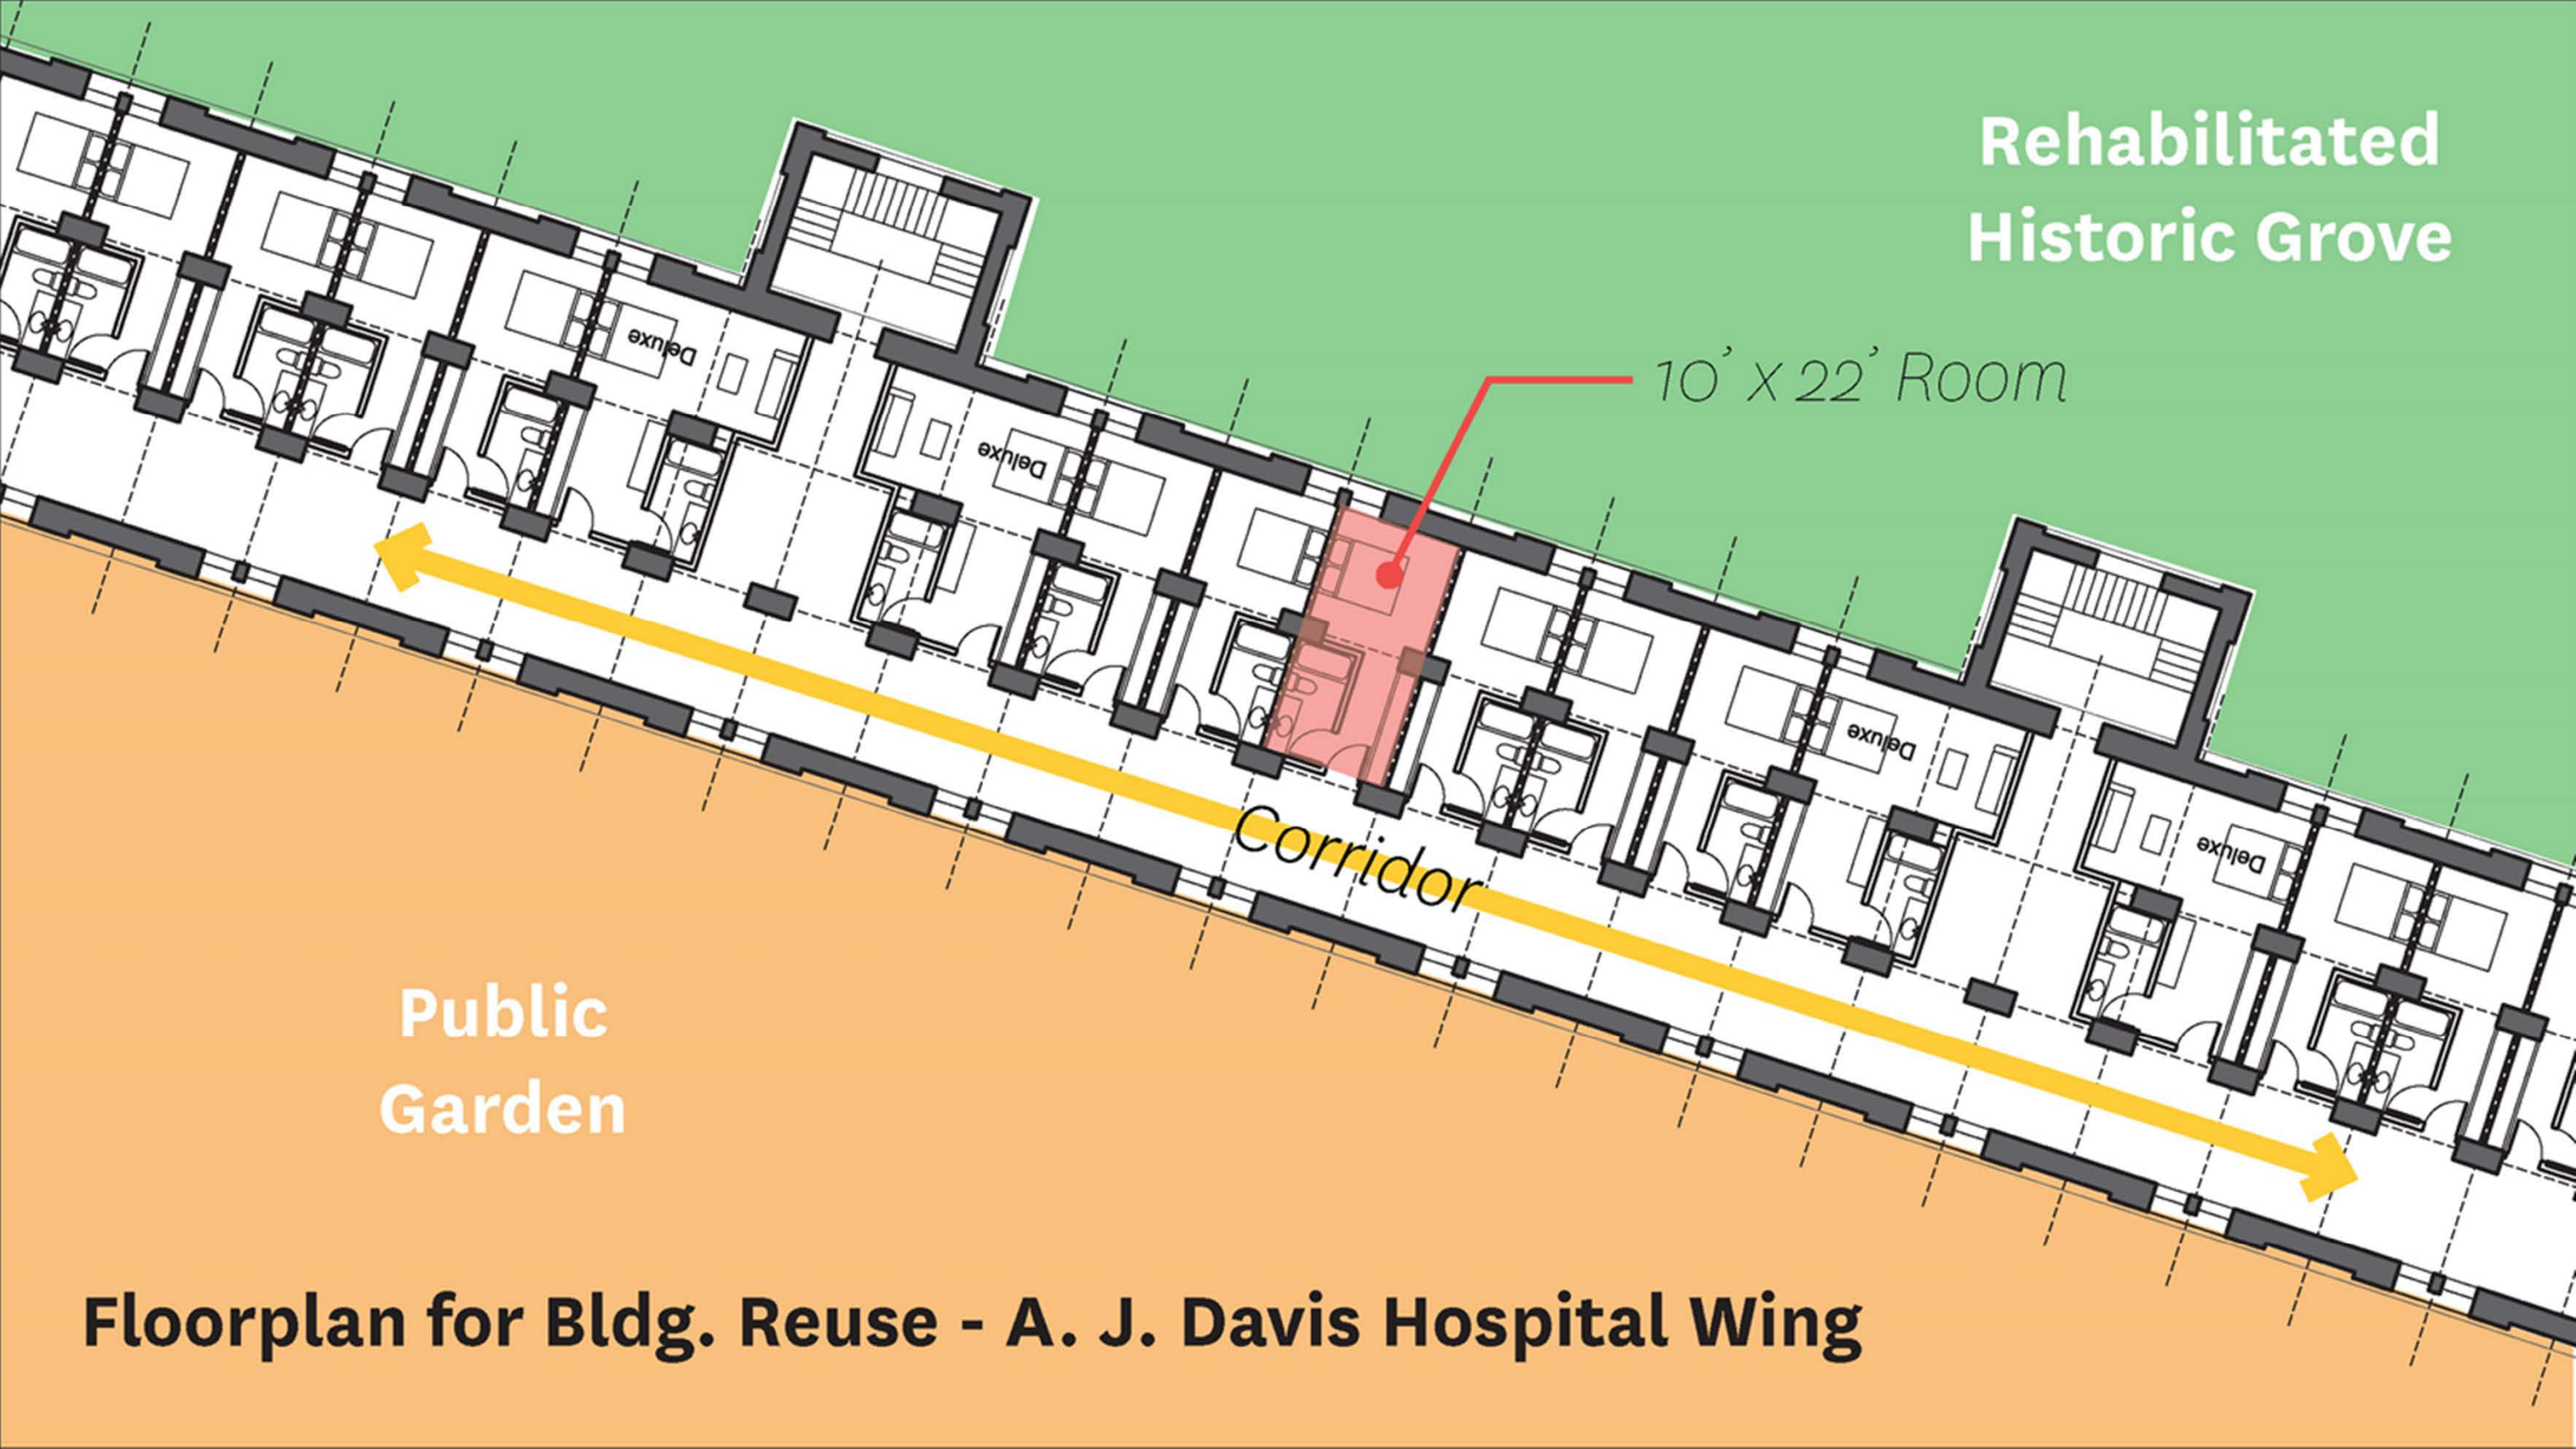 Rehabilitated
Historic Grove
10' x 22' Room
Deluxe
Deluxe
Deluxe
Deluxe
Corridor
Public
Garden
Floorplan for Bldg. Reuse - A. J. Davis Hospital Wing